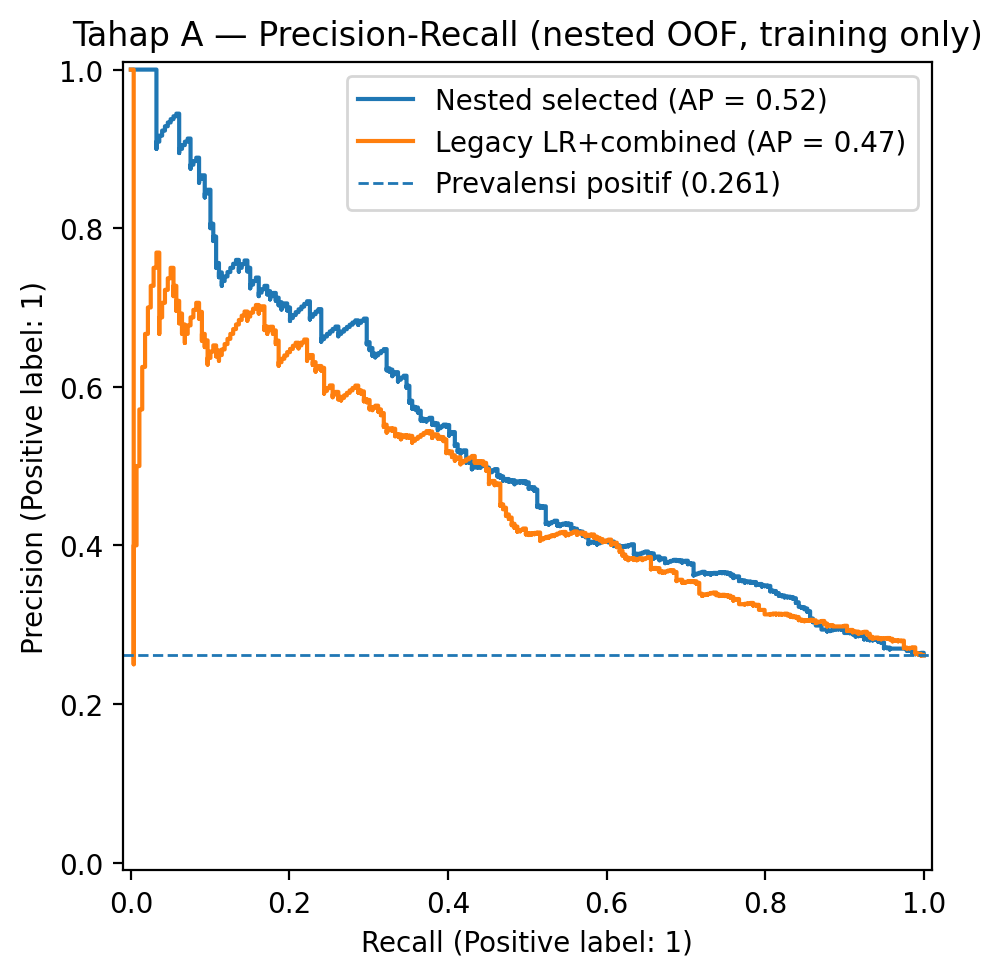 Tahap A — Precision-Recall (nested OOF, training only)
Nested selected (AP = 0.52)
Legacy LR+combined (AP = 0.47)
Prevalensi positif (0.261)
Precision (Positive label: 1)
1.0
0.8
0.6
0.4
0.2
0.0
0.0 0.2 0.4 0.6 0.8 1.0
Recall (Positive label: 1)